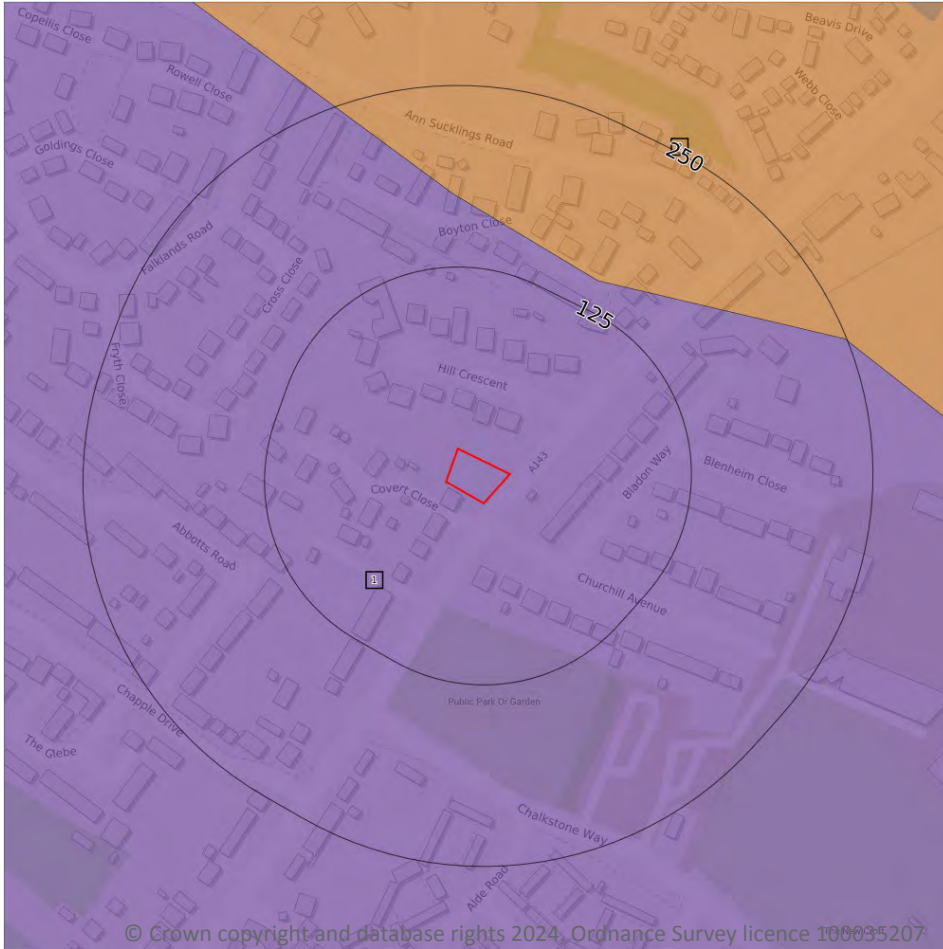 Copellis Close
Beavis Drive
Rowell Close
Webb Close
Ann Sucklings Road
Goldings Close
250
Boyton Close
Falklands Road
Cross Close
125
Fryth Close
Hill Crescent
A143
Bladon Way
Blenheim Close
Covert Close
Abbotts Road
1
Churchill Avenue
Chapple Drive
Public Park Or Garden
The Glebe
Chalkstone Way
Alde Road
© Crown copyright and database rights 2024. Ordnance Survey licence 100035207